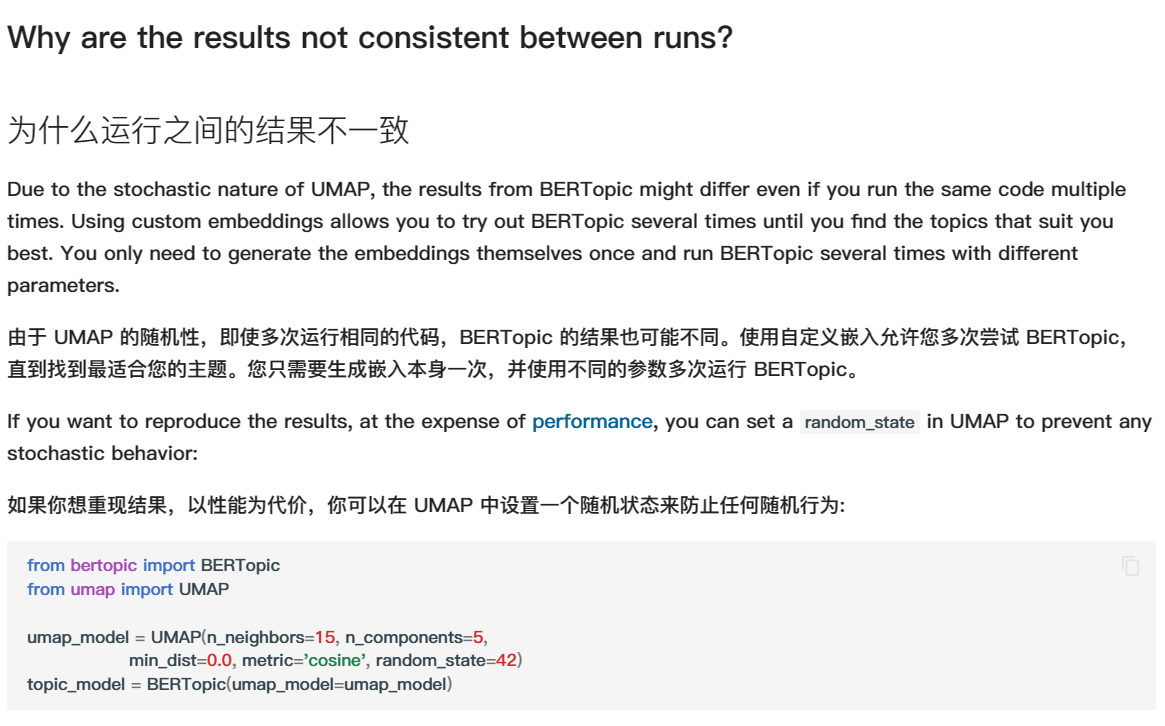 Why are the results not consistent between runs?
为什么运行之间的结果不一致
Due to the stochastic nature of UMAP, the results from BERTopic might differ even if you run the same code multiple
times. Using custom embeddings allows you to try out BERTopic several times until you find the topics that suit you
best. You only need to generate the embeddings themselves once and run BERTopic several times with different
parameters.
由于 UMAP 的随机性，即使多次运行相同的代码，BERTopic 的结果也可能不同。使用自定义嵌入允许您多次尝试 BERTopic，
直到找到最适合您的主题。您只需要生成嵌入本身一次，并使用不同的参数多次运行 BERTopic。
If you want to reproduce the results, at the expense of performance, you can set a random_state in UMAP to prevent any
stochastic behavior:
如果你想重现结果，以性能为代价，你可以在 UMAP 中设置一个随机状态来防止任何随机行为:
from bertopic import BERTopic
from umap import UMAP
umap_model = UMAP(n_neighbors=15, n_components=5,
min_dist=0.0, metric='cosine', random_state=42)
topic_model = BERTopic(umap_model=umap_model)